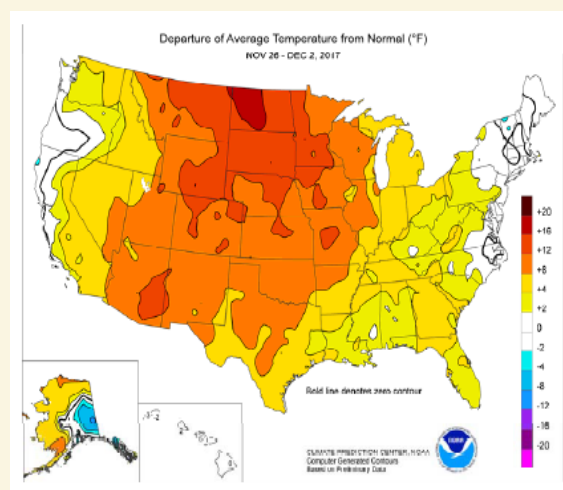 Departure of Average Temperature from Normal (°F)
NOV 26 - DEC 2, 2017
+20
+16
+12
+8
+4
+2
0
-2
-4
-8
-12
-16
-20
Bold line denotes zero contour
CLIMATE PREDICTION CENTER, NOAA
Computer Generated Contours
Based on Preliminary Data
NOAA